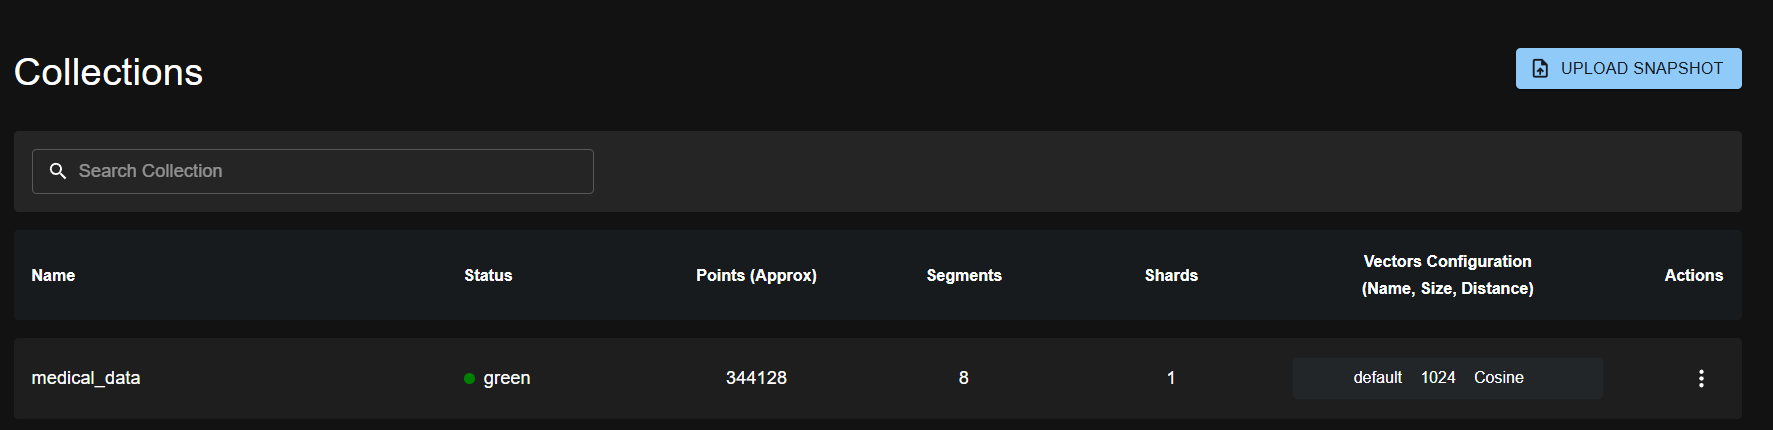 Collections
UPLOAD SNAPSHOT
Search Collection
Name Status Points (Approx) Segments Shards Vectors Configuration (Name, Size, Distance) Actions
medical_data green 344128 8 1 default 1024 Cosine